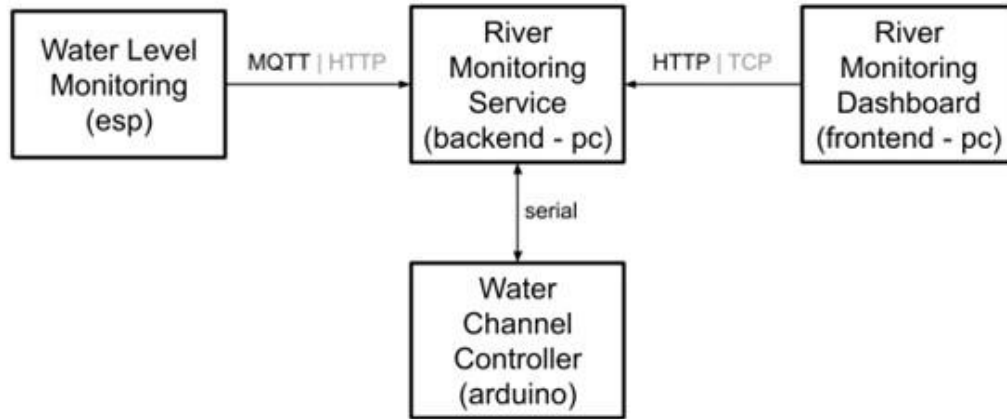 Water Level
Monitoring
(esp)
MQTT | HTTP
River
Monitoring
Service
(backend - pc)
HTTP | TCP
River
Monitoring
Dashboard
(frontend - pc)
serial
Water
Channel
Controller
(arduino)